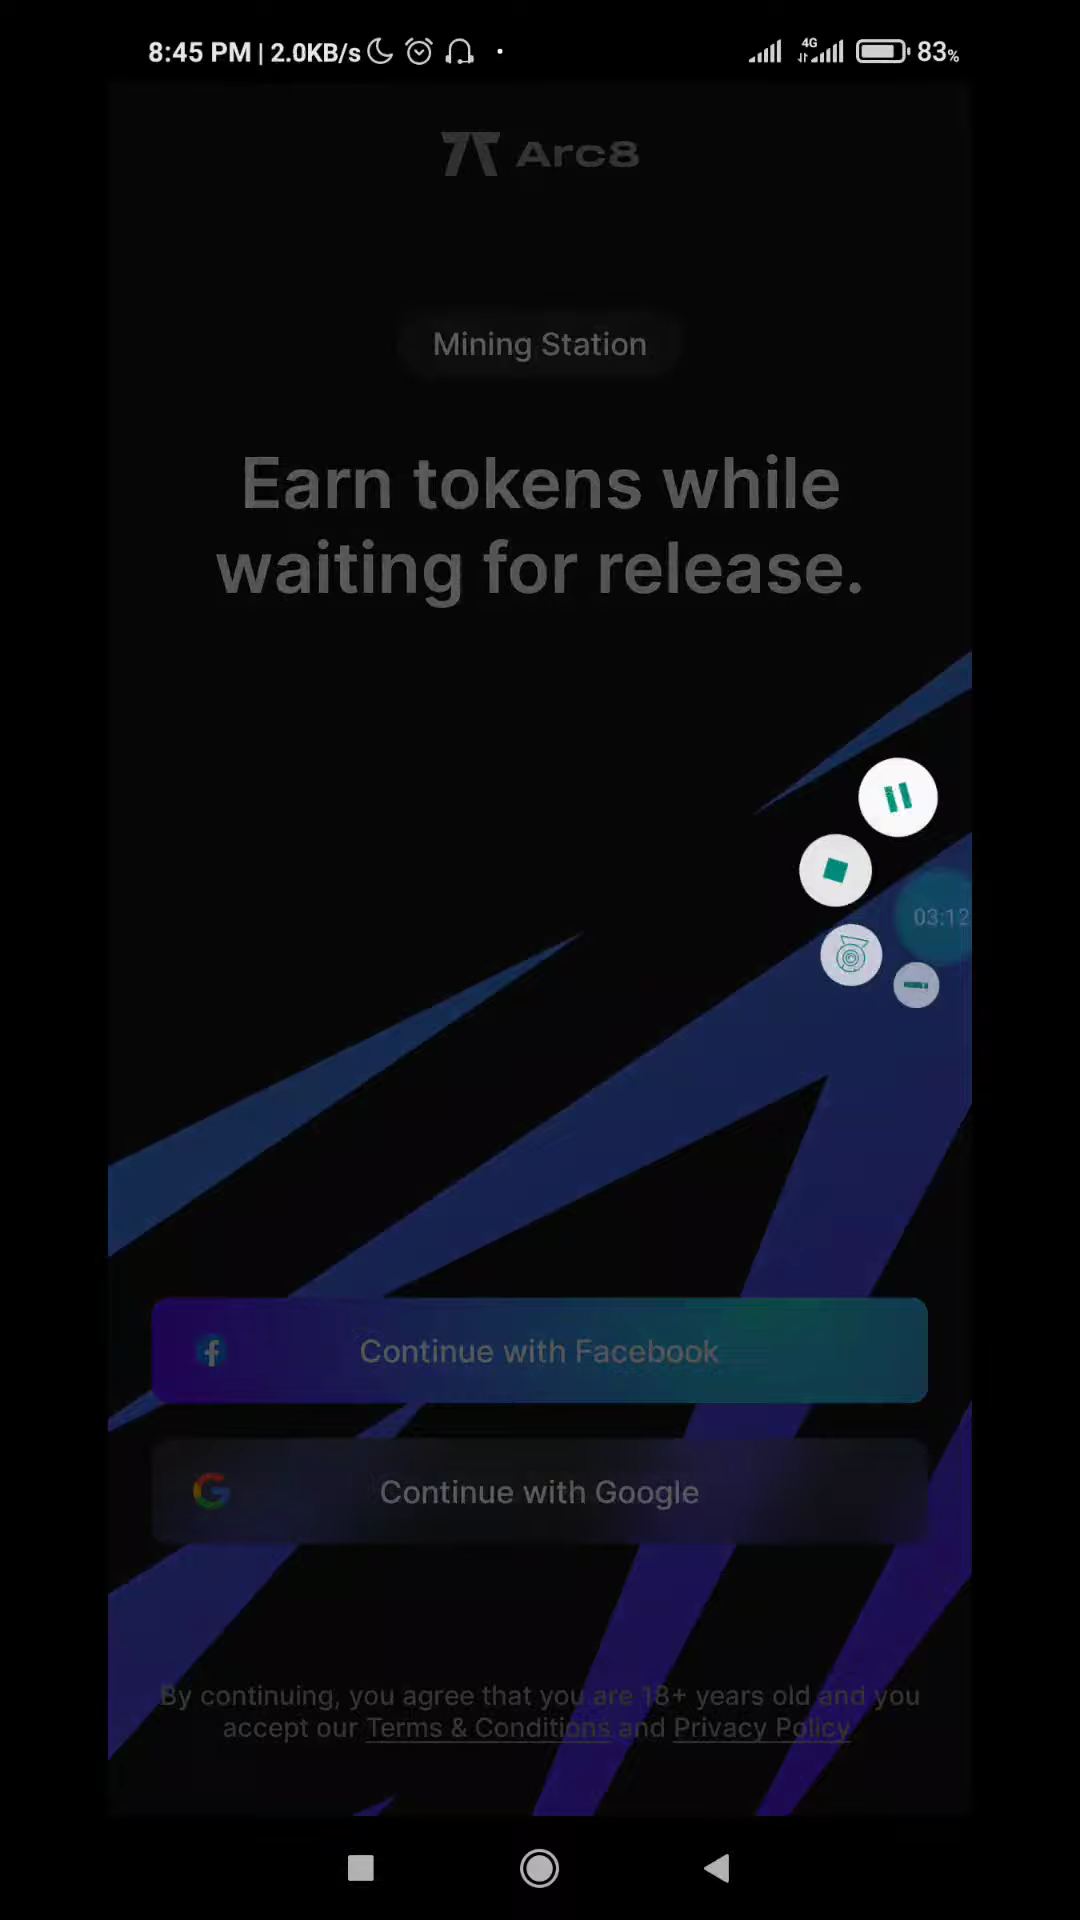 8:45 PM | 2.0KB/s 4G 83%
Arc8
Mining Station
Earn tokens while
waiting for release.
03:12
Continue with Facebook
Continue with Google
By continuing, you agree that you are 18+ years old and you
accept our Terms & Conditions and Privacy Policy